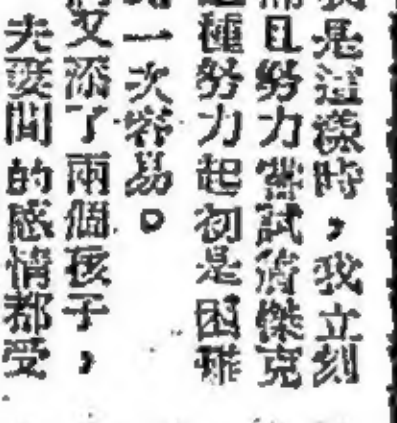 是這樣時，我立刻
且努力嘗試着傑克
種努力起初是困難
一次容易。
又添了兩個孩子，
夫妻間的感情都受